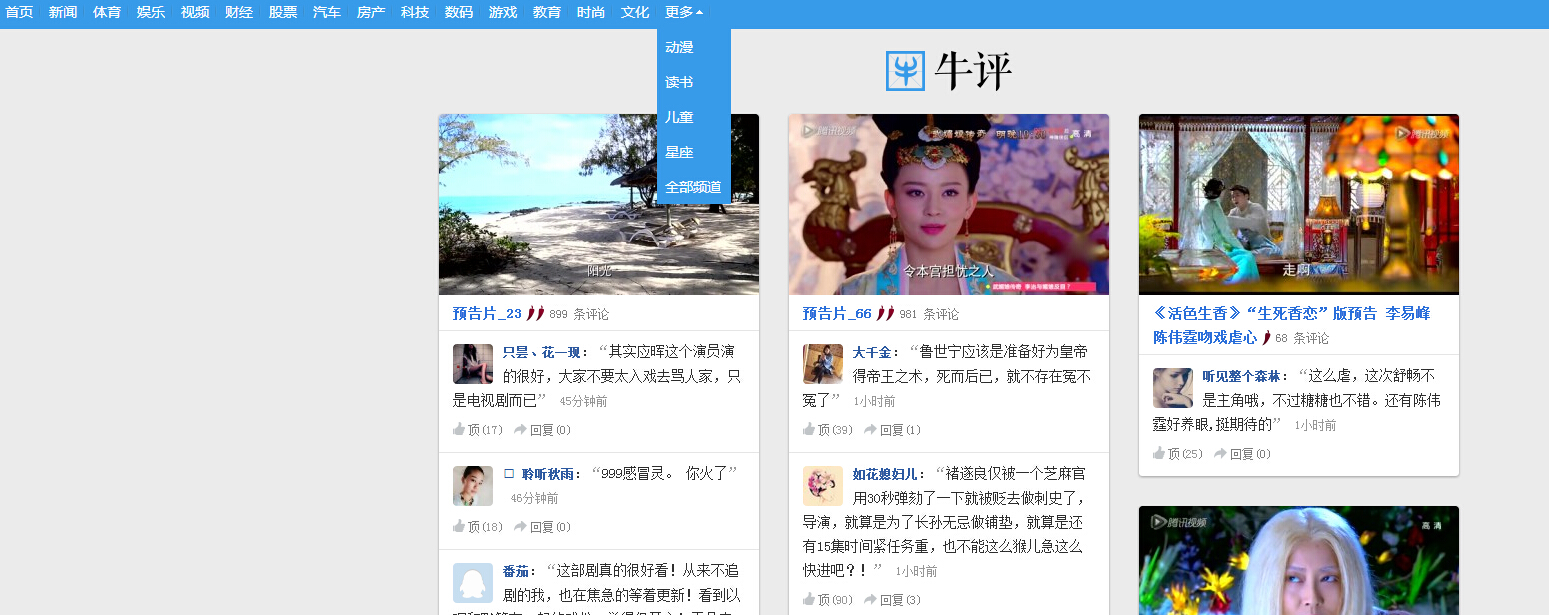 首页 新闻 体育 娱乐 视频 财经 股票 汽车 房产 科技 数码 游戏 教育 时尚 文化 更多
动漫
读书
儿童
星座
全部频道
牛评
阳光
预告片_23 899 条评论
只昙、花一现：“其实应晖这个演员演
的很好，大家不要太入戏去骂人家，只
是电视剧而已” 45分钟前
顶(17) 回复(0)
聆听秋雨：“999感冒灵。 你火了”
46分钟前
顶(18) 回复(0)
番茄：“这部剧真的很好看！从来不追
剧的我，也在焦急的等着更新！看到以
腾讯视频
高清
令本宫担忧之人
预告片_66 981 条评论
大千金：“鲁世宁应该是准备好为皇帝
得帝王之术，死而后已，就不存在冤不
冤了” 1小时前
顶(39) 回复(1)
如花媳妇儿：“褚遂良仅被一个芝麻官
用30秒弹劾了一下就被贬去做刺史了，
导演，就算是为了长孙无忌做铺垫，就算是还
有15集时间紧任务重，也不能这么猴儿急这么
快进吧？！” 1小时前
顶(90) 回复(3)
腾讯视频
走啊
《活色生香》“生死香恋”版预告 李易峰
陈伟霆吻戏虐心 68 条评论
听见整个森林：“这么虐，这次舒畅不
是主角哦，不过糖糖也不错。还有陈伟
霆好养眼,挺期待的” 1小时前
顶(25) 回复(0)
腾讯视频
高清